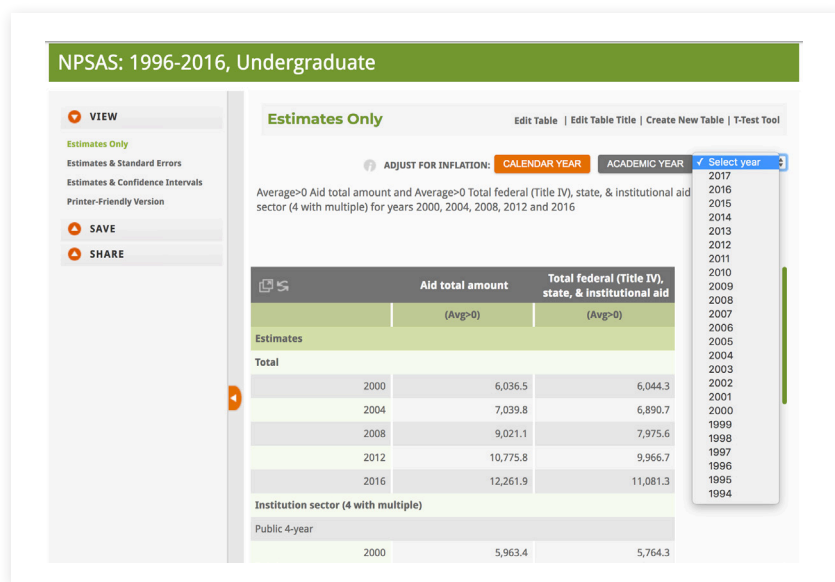 NPSAS: 1996-2016, Undergraduate
VIEW
Estimates Only
Estimates & Standard Errors
Estimates & Confidence Intervals
Printer-Friendly Version
SAVE
SHARE
Estimates Only
Edit Table | Edit Table Title | Create New Table | T-Test Tool
ADJUST FOR INFLATION: CALENDAR YEAR ACADEMIC YEAR
✓ Select year
2017
2016
2015
2014
2013
2012
2011
2010
2009
2008
2007
2006
2005
2004
2003
2002
2001
2000
1999
1998
1997
1996
1995
1994
Average>0 Aid total amount and Average>0 Total federal (Title IV), state, & institutional aid
sector (4 with multiple) for years 2000, 2004, 2008, 2012 and 2016
Aid total amount
Total federal (Title IV),
state, & institutional aid
(Avg>0) (Avg>0)
Estimates
Total
2000 6,036.5 6,044.3
2004 7,039.8 6,890.7
2008 9,021.1 7,975.6
2012 10,775.8 9,966.7
2016 12,261.9 11,081.3
Institution sector (4 with multiple)
Public 4-year
2000 5,963.4 5,764.3